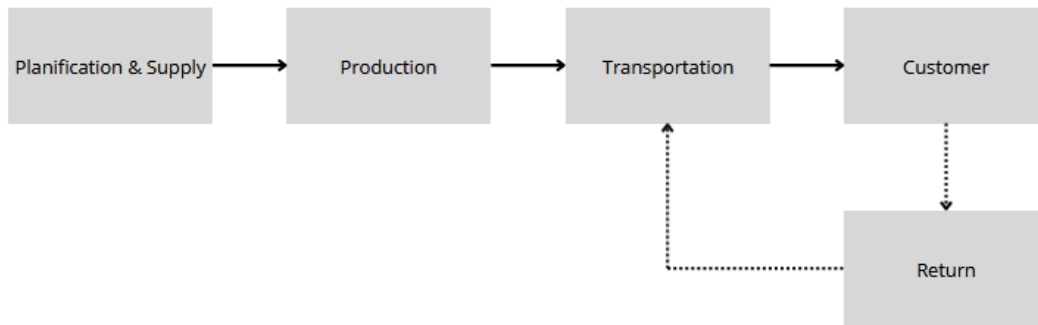 Planification & Supply
Production
Transportation
Customer
Return